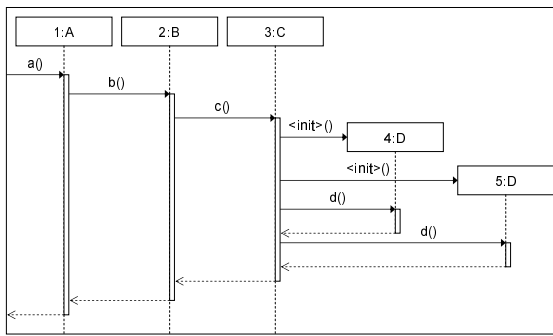 1:A
2:B
3:C
a()
b()
c()
<init>()
4:D
<init>()
5:D
d()
d()